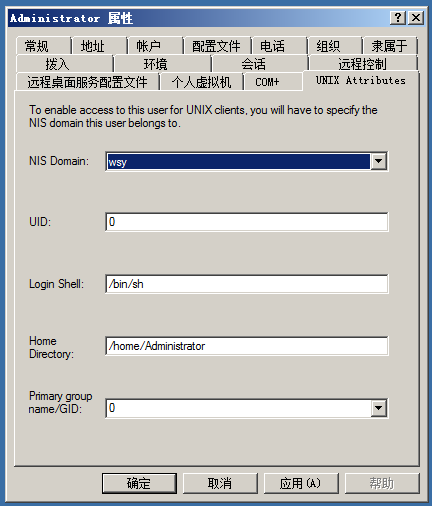 Administrator 属性
常规 地址 帐户 配置文件 电话 组织 隶属于
拨入 环境 会话 远程控制
远程桌面服务配置文件 个人虚拟机 COM+ UNIX Attributes
To enable access to this user for UNIX clients, you will have to specify the
NIS domain this user belongs to.
NIS Domain: wsy
UID: 0
Login Shell: /bin/sh
Home
Directory: /home/Administrator
Primary group
name/GID: 0
确定 取消 应用(A) 帮助